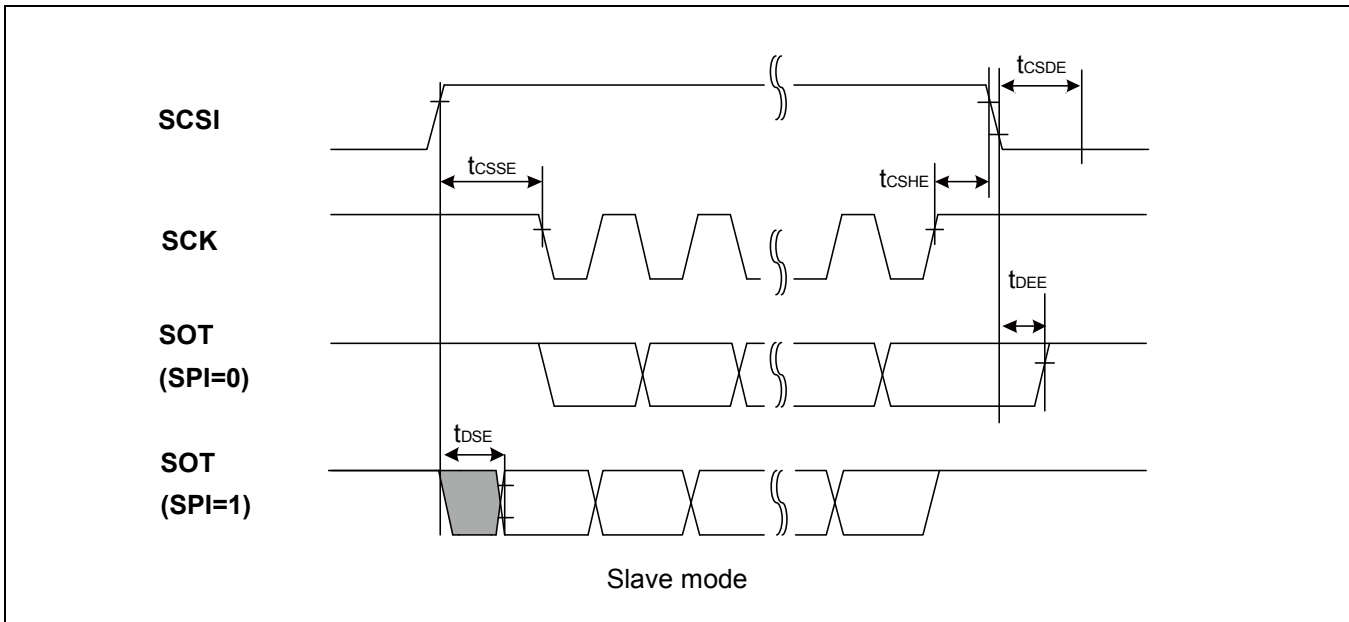 tCSDE
SCSI
tCSSE
tCSHE
SCK
tDEE
SOT
(SPI=0)
tDSE
SOT
(SPI=1)
Slave mode